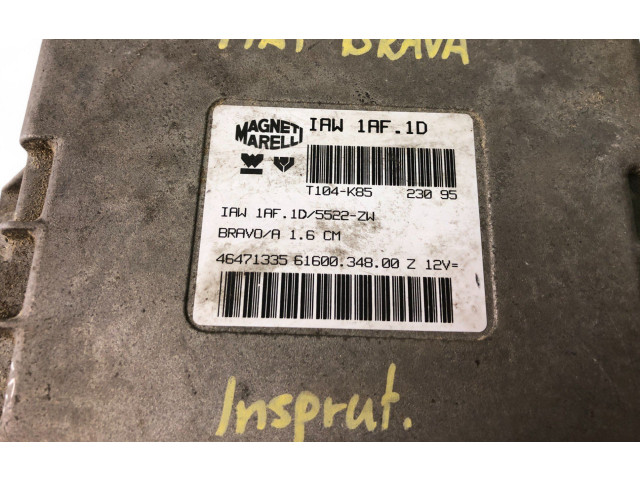 FIAT BRAVA
MAGNETI
MARELLI
IAW 1AF.1D
T104-K85 230 95
IAW 1AF.1D/5522-ZW
BRAVO/A 1.6 CM
46471335 61600.348.00 Z 12V=
Insprut.